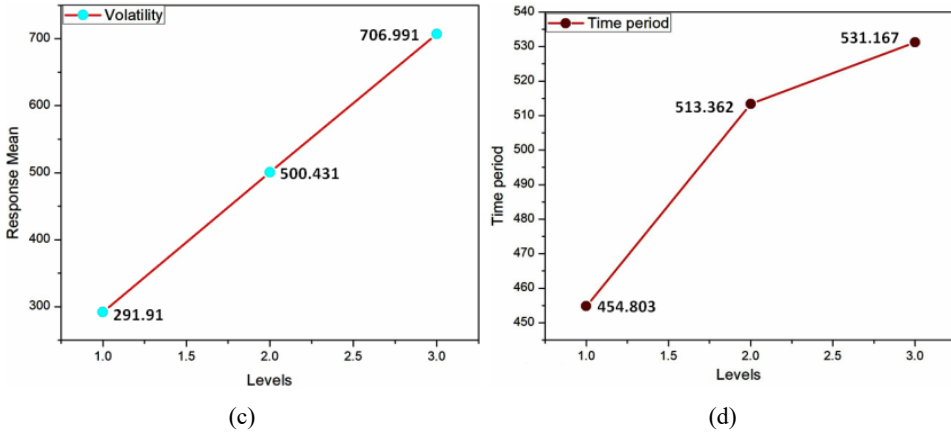 Volatility
700
600
500
400
300
706.991
500.431
291.91
Response Mean
1.0 1.5 2.0 2.5 3.0
Levels
(c)
Time period
540
530
520
510
500
490
480
470
460
450
531.167
513.362
454.803
Time period
1.0 1.5 2.0 2.5 3.0
Levels
(d)